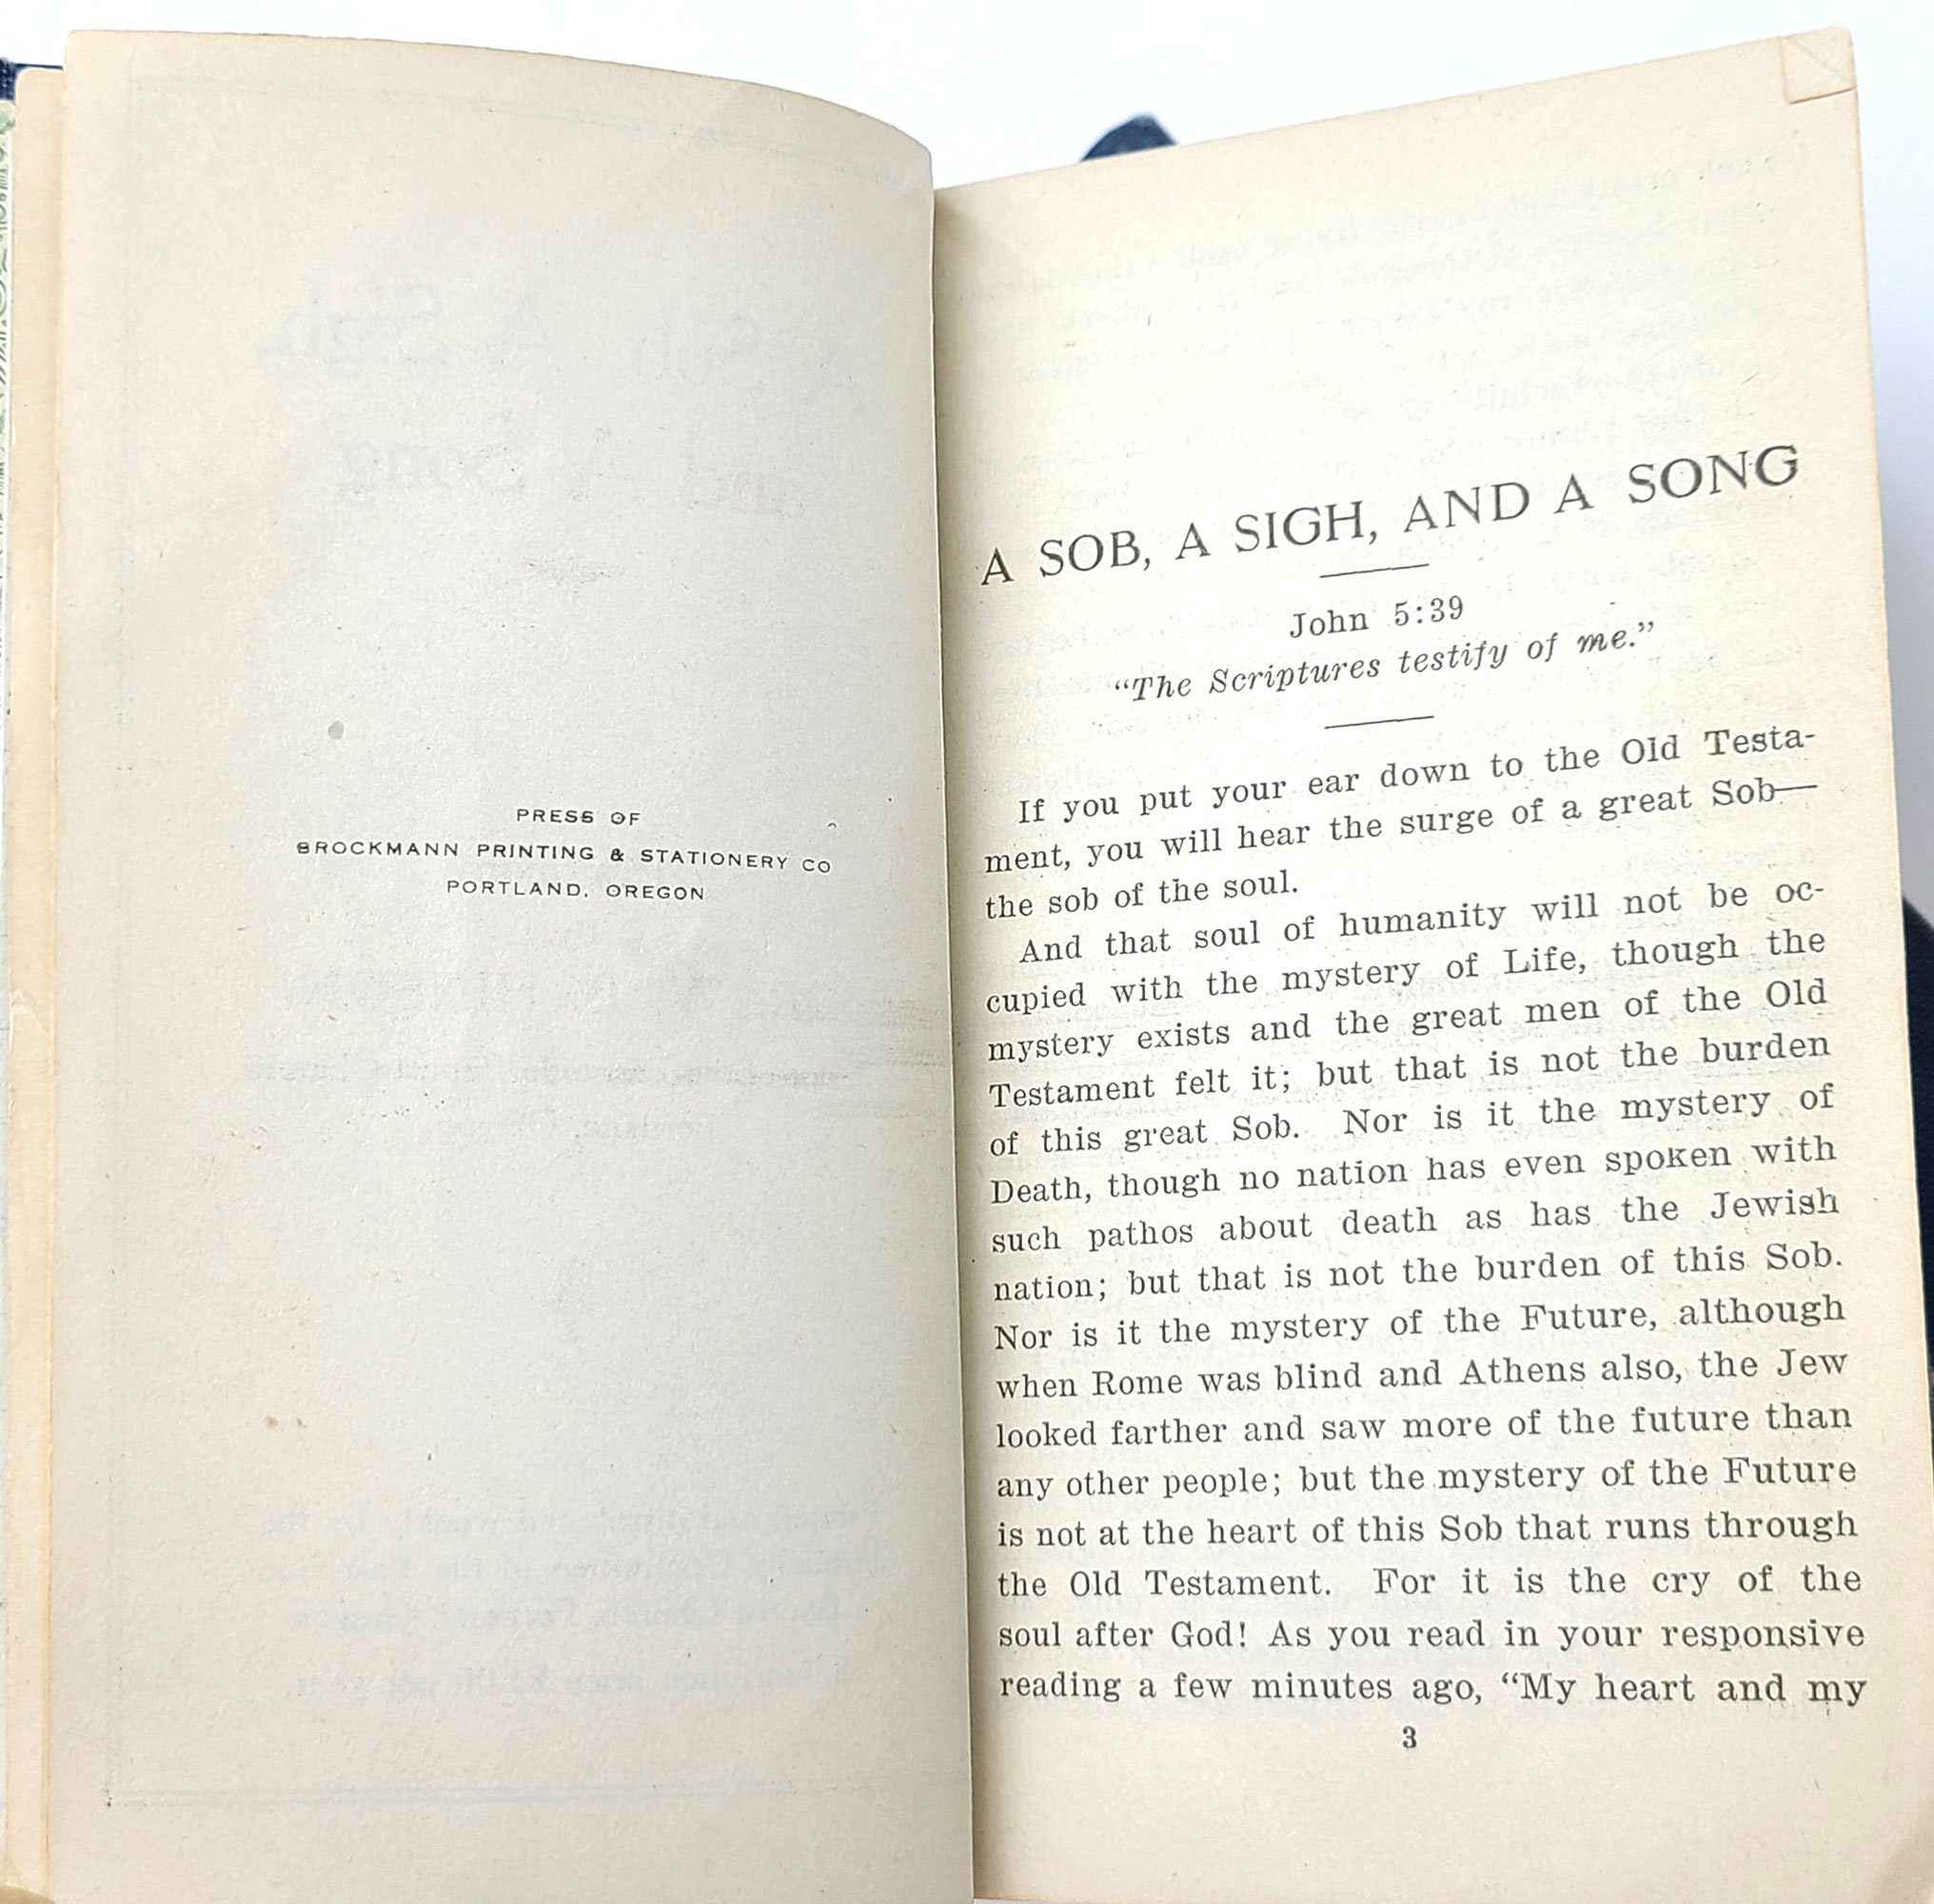 PRESS OF
BROCKMANN PRINTING & STATIONERY CO
PORTLAND, OREGON
A SOB, A SIGH, AND A SONG
John 5:39
“The Scriptures testify of me.”
If you put your ear down to the Old Testa-
ment, you will hear the surge of a great Sob—
the sob of the soul.
And that soul of humanity will not be oc-
cupied with the mystery of Life, though the
mystery exists and the great men of the Old
Testament felt it; but that is not the burden
of this great Sob. Nor is it the mystery of
Death, though no nation has even spoken with
such pathos about death as has the Jewish
nation; but that is not the burden of this Sob.
Nor is it the mystery of the Future, although
when Rome was blind and Athens also, the Jew
looked farther and saw more of the future than
any other people; but the mystery of the Future
is not at the heart of this Sob that runs through
the Old Testament. For it is the cry of the
soul after God! As you read in your responsive
reading a few minutes ago, “My heart and my
3